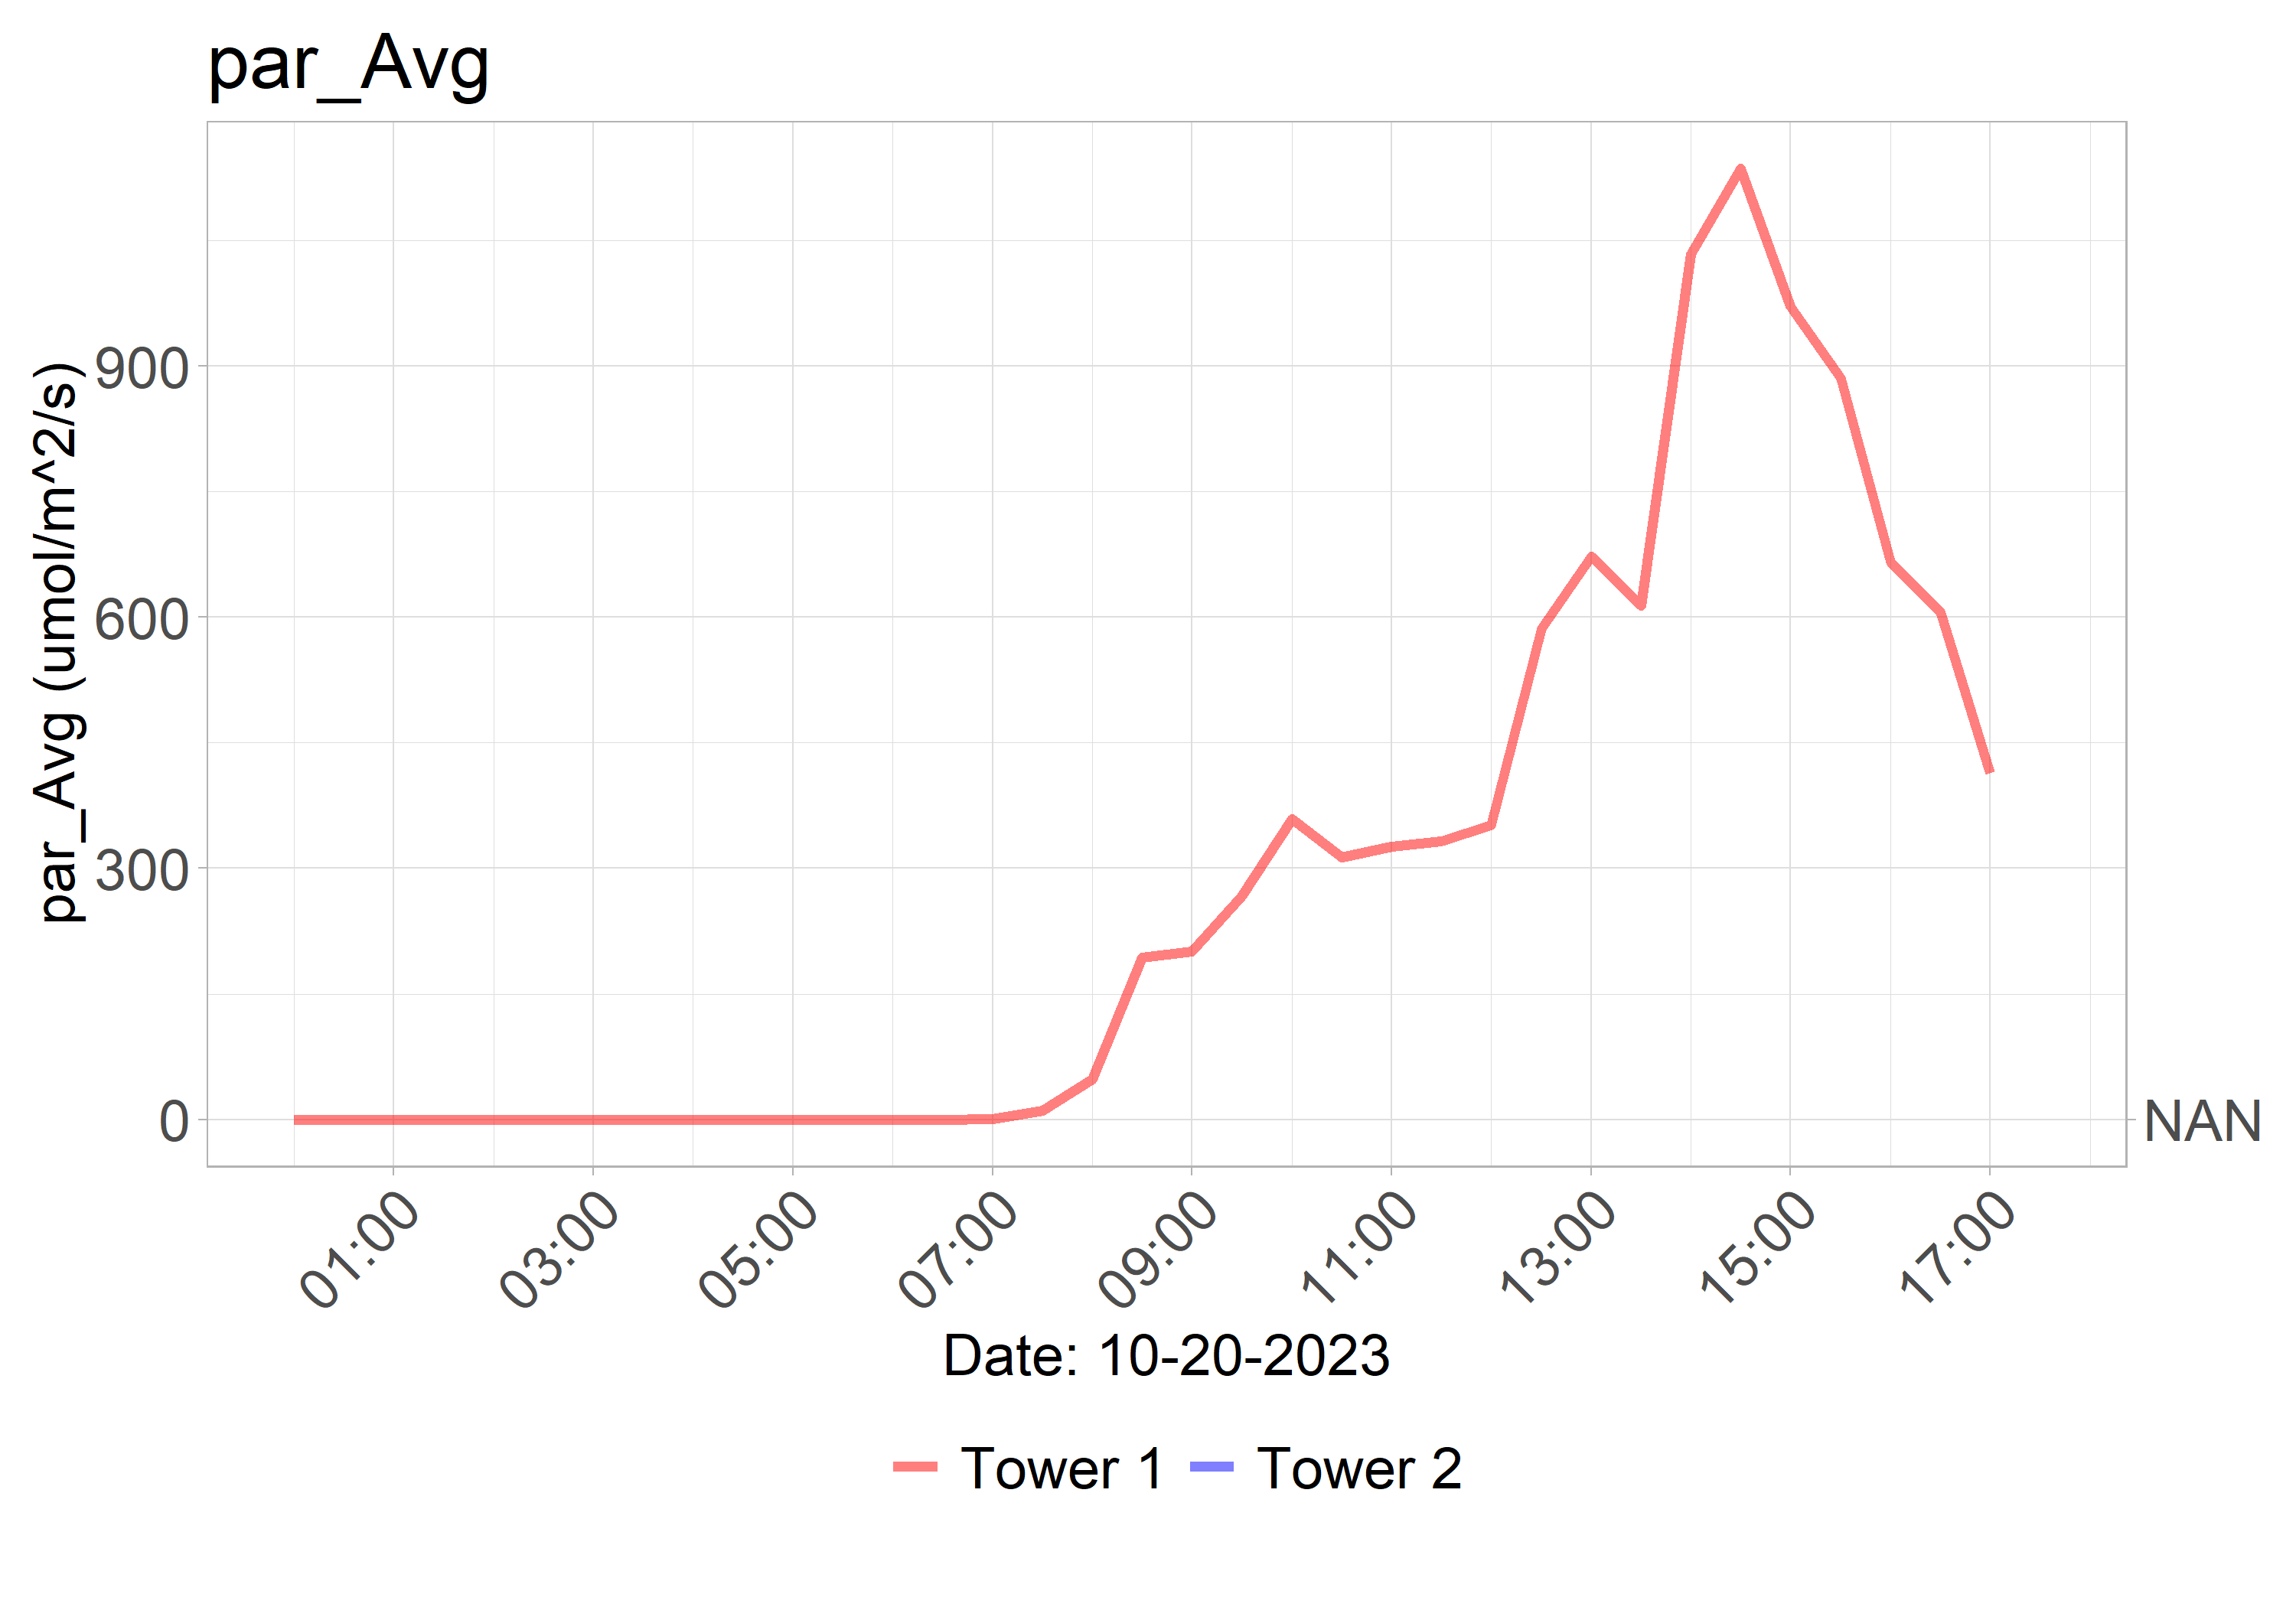 par_Avg
par_Avg (umol/m^2/s)
900
600
300
0
NAN
01:00 03:00 05:00 07:00 09:00 11:00 13:00 15:00 17:00
Date: 10-20-2023
Tower 1 Tower 2